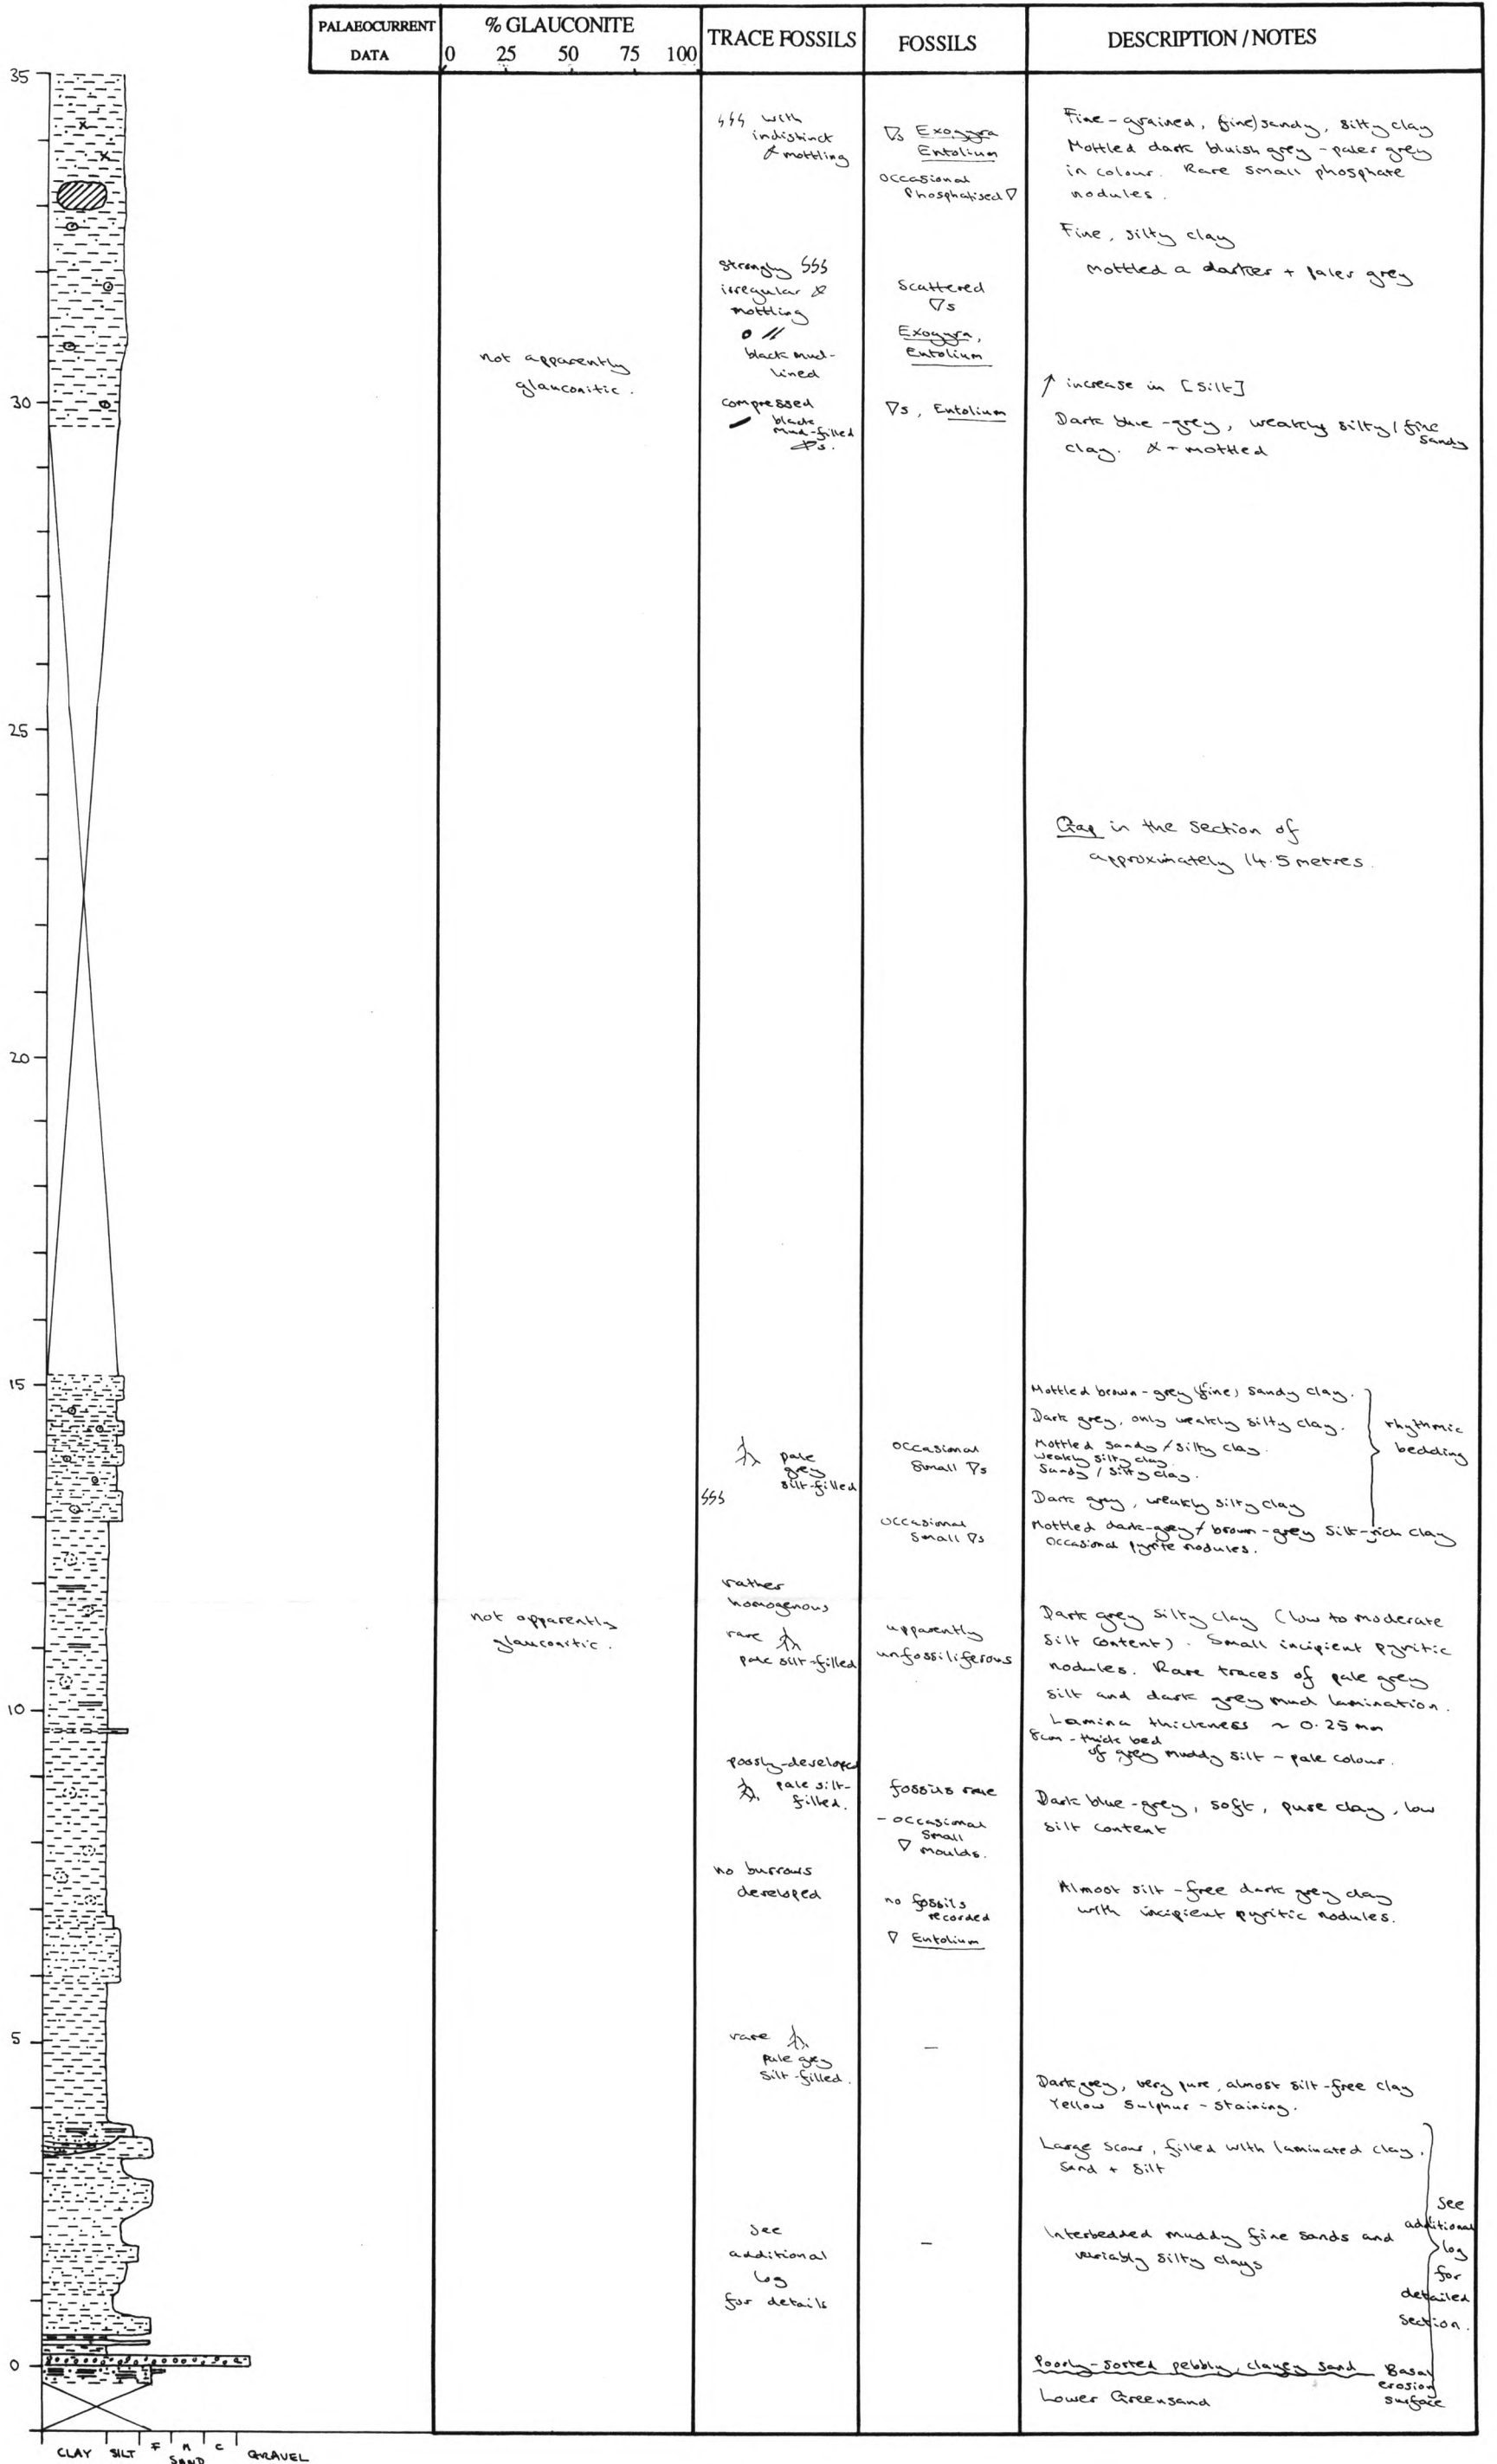 PALAEOCURRENT DATA
% GLAUCONITE
0 25 50 75 100
TRACE FOSSILS
FOSSILS
DESCRIPTION / NOTES
35
30
25
20
15
10
5
0
CLAY SILT F M C GRAVEL
SAND
not apparently
glauconitic.
not apparently
glauconitic.
with
indistinct
mottling
strongly
irregular
mottling
black mud-
lined
compressed
black
mud-filled
pale
grey
silt-filled
rather
homogenous
rare
pale silt-filled
poorly-developed
pale silt-
filled.
no burrows
developed
rare
pale grey
silt-filled.
see
additional
log
for details
Exogyra
Entolium
occasional
Phosphatised
scattered
s
Exogyra,
Entolium
s, Entolium
occasional
small s
occasional
small s
apparently
unfossiliferous
fossils rare
- occasional
small
moulds.
no fossils
recorded
Entolium
–
–
Fine-grained, (fine) sandy, silty clay
Mottled dark bluish grey - paler grey
in colour. Rare small phosphate
nodules.
Fine, silty clay
mottled a darker + paler grey
↑ increase in [silt]
Dark blue-grey, weakly silty / fine
sandy
clay. mottled
Gap in the section of
approximately 14.5 metres.
Mottled brown-grey (fine) sandy clay.
Dark grey, only weakly silty clay.
Mottled sandy / silty clay.
weakly silty clay.
Sandy / silty clay.
Dark grey, weakly silty clay
Mottled dark-grey / brown-grey silt-rich clay
occasional pyrite nodules.
rhythmic
bedding
Dark grey silty clay (low to moderate
silt content). Small incipient pyritic
nodules. Rare traces of pale grey
silt and dark grey mud lamination.
Lamina thickness ~ 0.25 mm
8cm-thick bed
of grey muddy silt - pale colour.
Dark blue-grey, soft, pure clay, low
silt content
Almost silt-free dark grey clay
with incipient pyritic nodules.
Dark grey, very pure, almost silt-free clay
Yellow sulphur-staining.
Large scour, filled with laminated clay,
sand + silt
Interbedded muddy fine sands and
variably silty clays
see
additional
log
for
detailed
section.
Poorly-sorted pebbly, clayey sand
Basal
erosion
surface
Lower Greensand